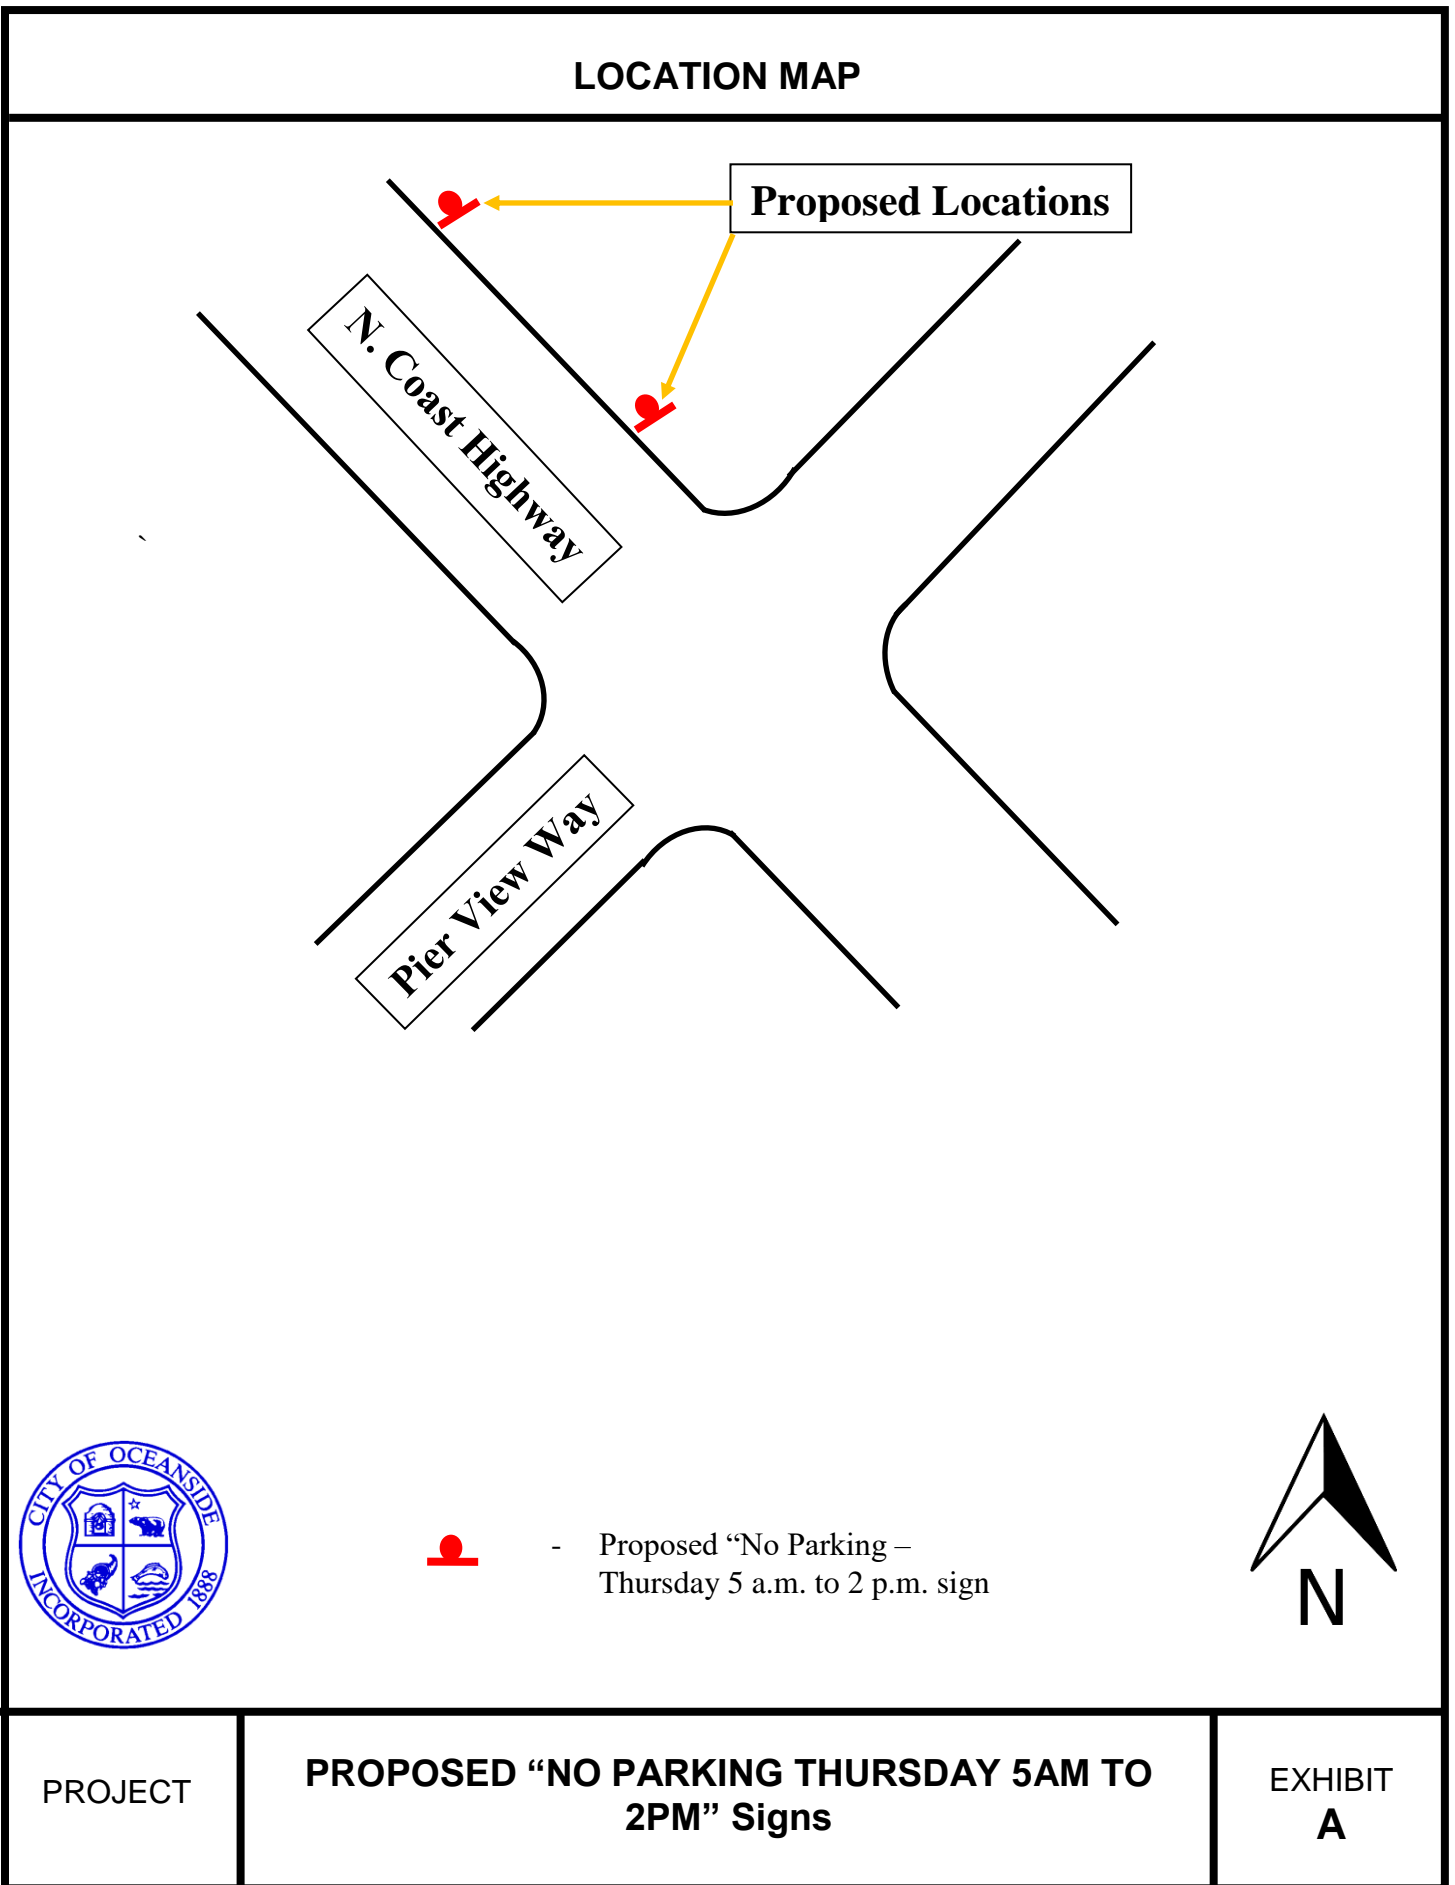 LOCATION MAP
Proposed Locations
N. Coast Highway
`
Pier View Way
CITY OF OCEANSIDE
INCORPORATED 1888
- Proposed “No Parking –
Thursday 5 a.m. to 2 p.m. sign
N
PROJECT
PROPOSED “NO PARKING THURSDAY 5AM TO
2PM” Signs
EXHIBIT
A